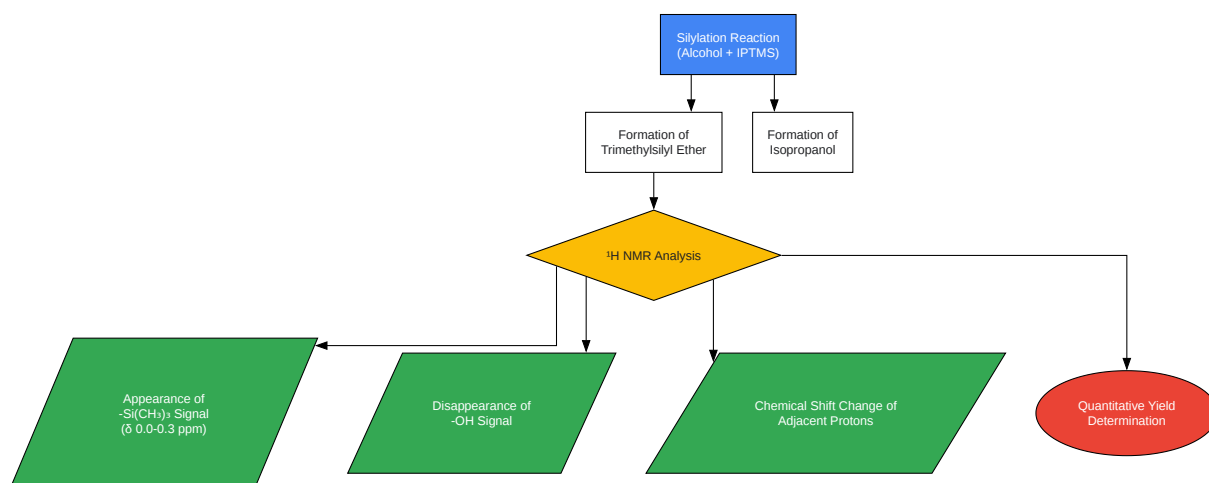 Silylation Reaction
(Alcohol + IPTMS)
Formation of
Trimethylsilyl Ether
Formation of
Isopropanol
¹H NMR Analysis
Appearance of
-Si(CH₃)₃ Signal
(δ 0.0-0.3 ppm)
Disappearance of
-OH Signal
Chemical Shift Change of
Adjacent Protons
Quantitative Yield
Determination